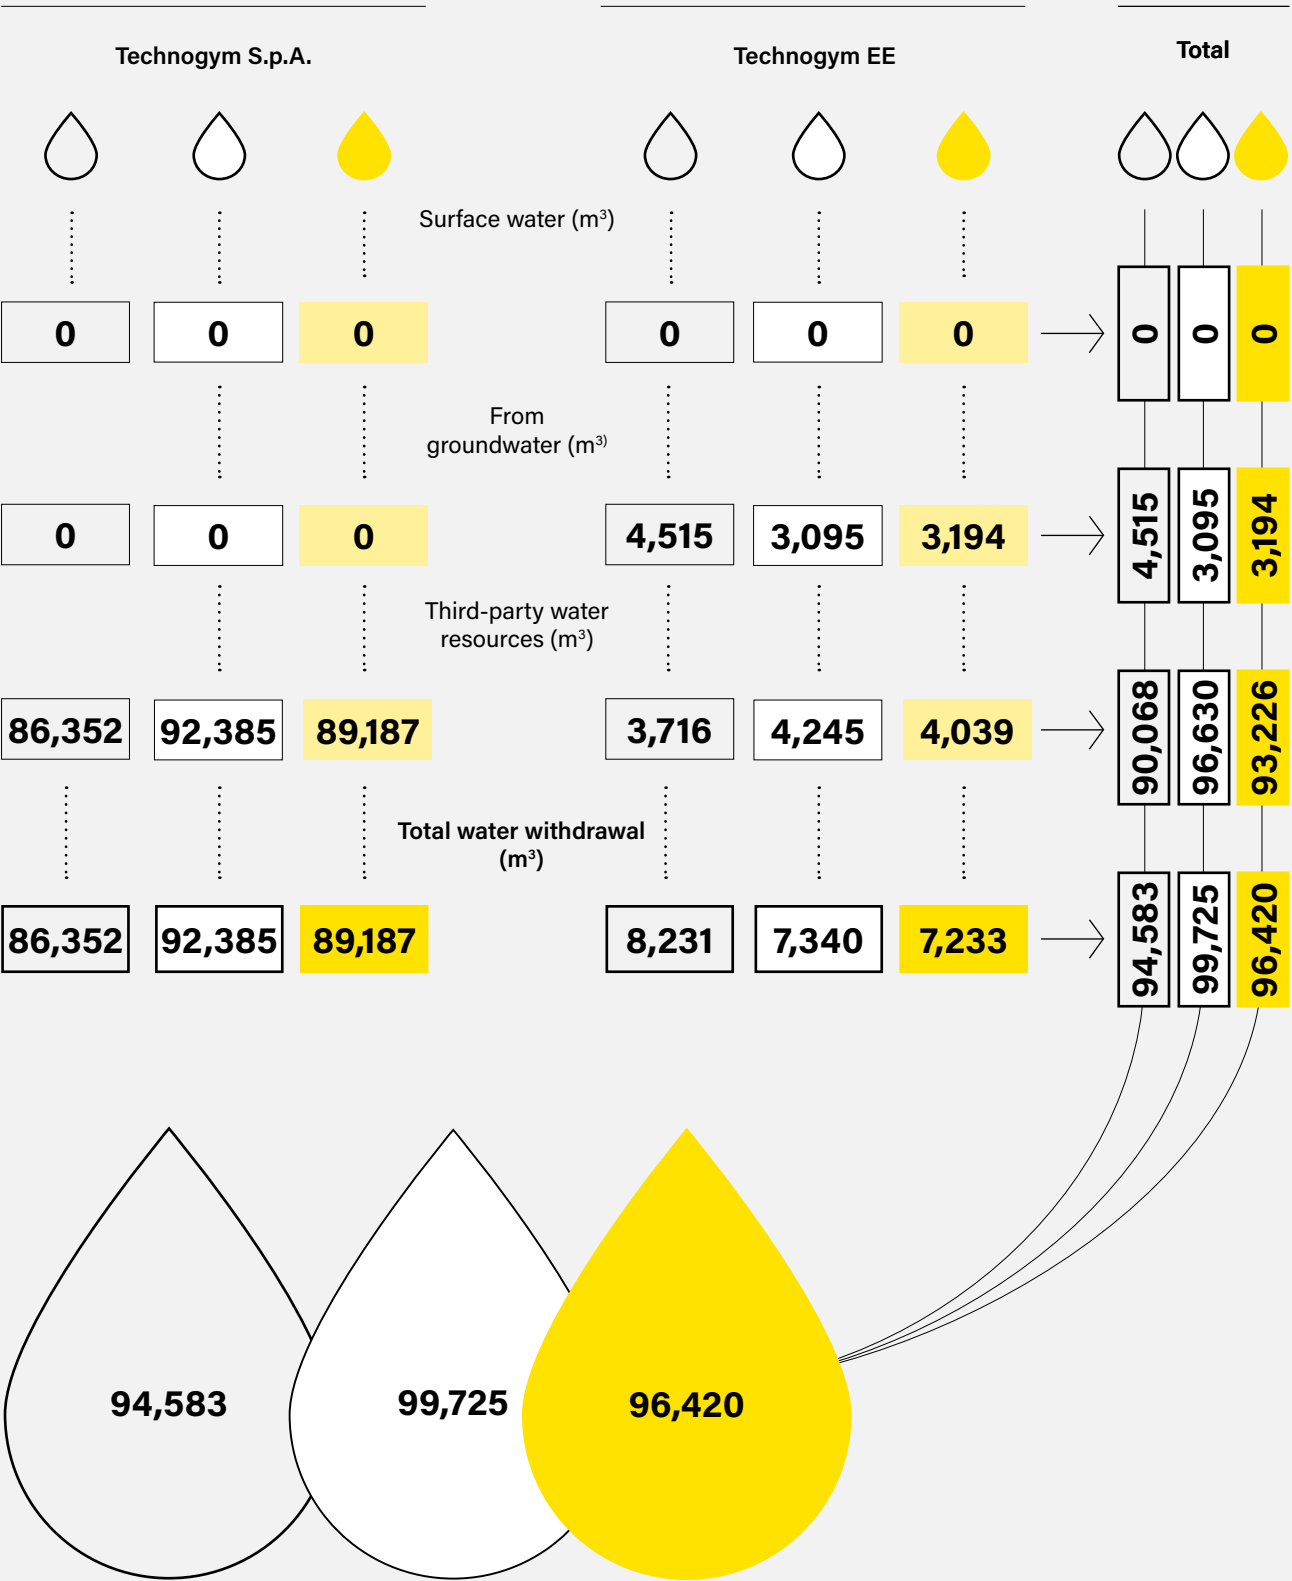 Technogym S.p.A.
Technogym EE
Total
Surface water (m³)
0 0 0 0 0 0 0 0 0
From
groundwater (m³⁾
0 0 0 4,515 3,095 3,194 4,515 3,095 3,194
Third-party water
resources (m³)
86,352 92,385 89,187 3,716 4,245 4,039 90,068 96,630 93,226
Total water withdrawal
(m³)
86,352 92,385 89,187 8,231 7,340 7,233 94,583 99,725 96,420
94,583 99,725 96,420